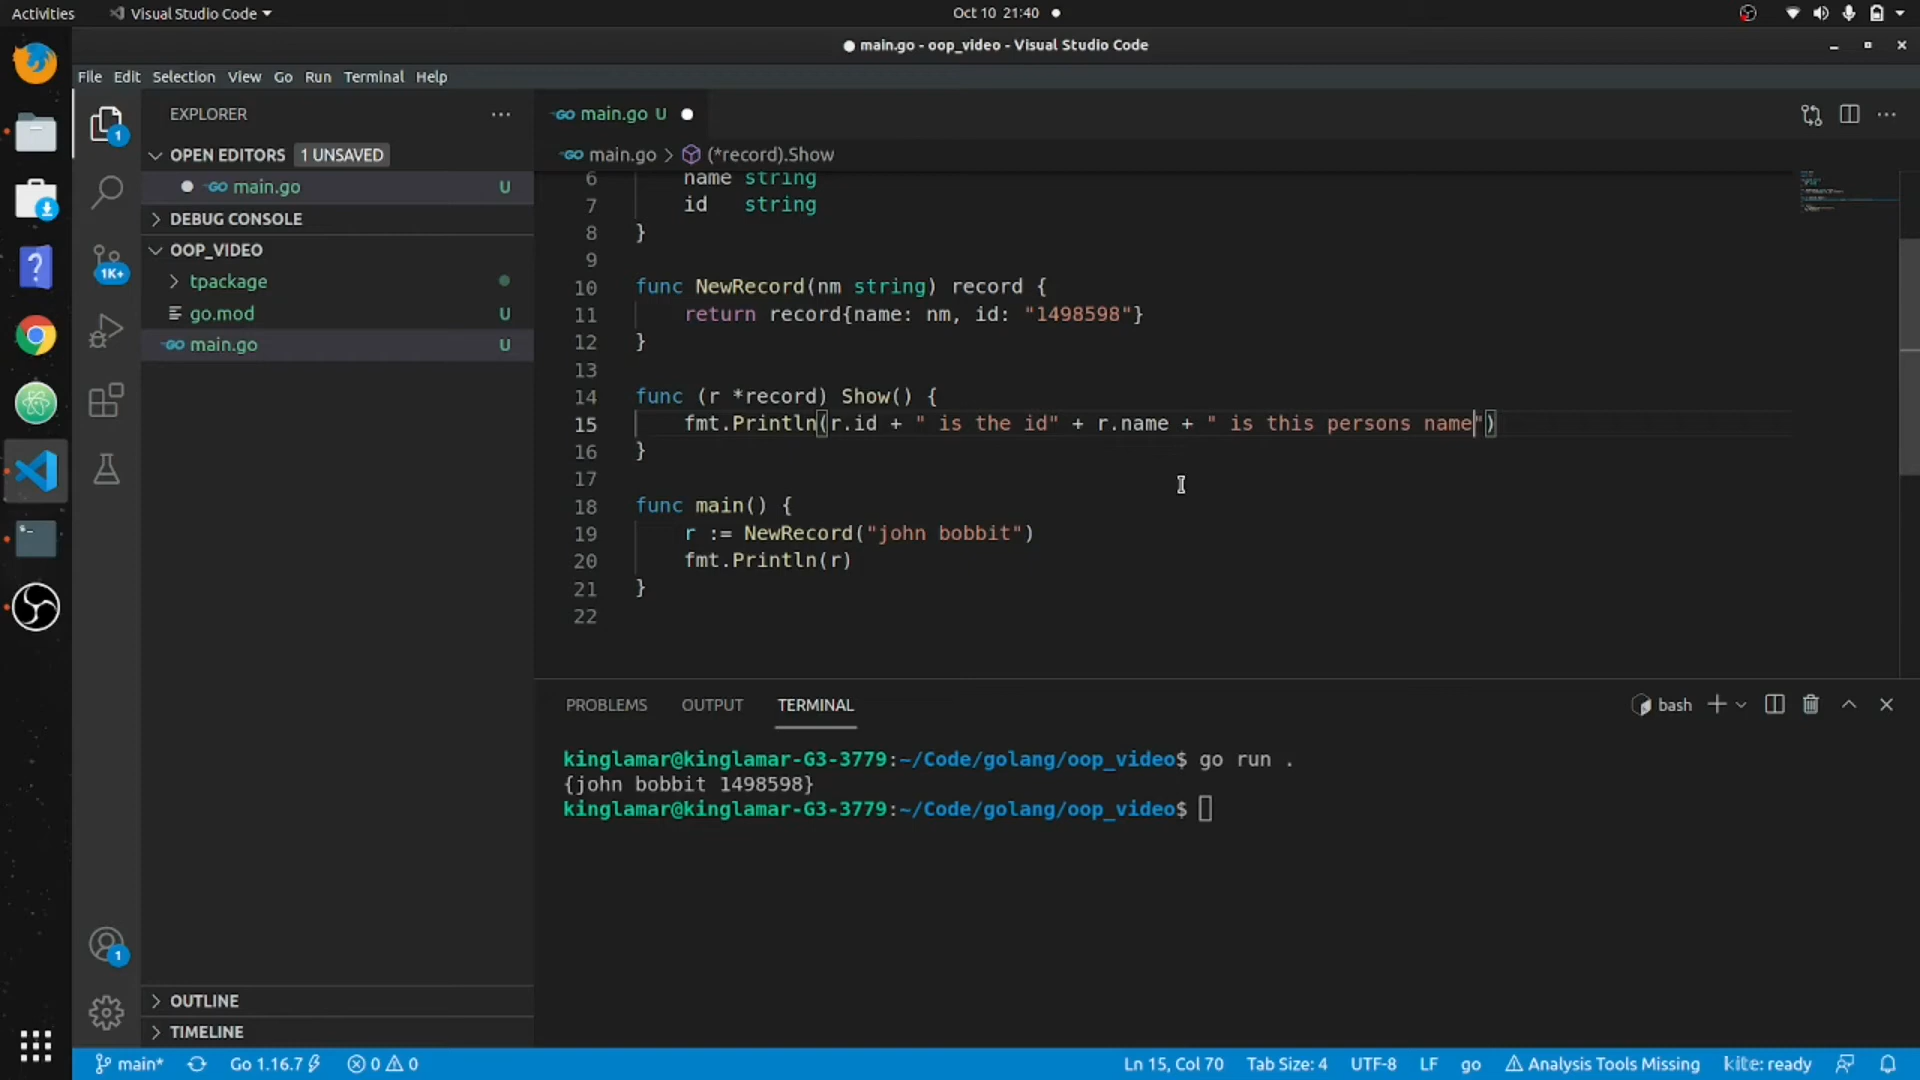 Activities Visual Studio Code Oct 10 21:40
main.go - oop_video - Visual Studio Code
File Edit Selection View Go Run Terminal Help
EXPLORER
OPEN EDITORS 1 UNSAVED
main.go U
DEBUG CONSOLE
OOP_VIDEO
tpackage
go.mod U
main.go U
OUTLINE
TIMELINE
1
1K+
1
main.go U
main.go > (*record).Show
6 name string
7 id string
8 }
9
10 func NewRecord(nm string) record {
11 return record{name: nm, id: "1498598"}
12 }
13
14 func (r *record) Show() {
15 fmt.Println(r.id + " is the id" + r.name + " is this persons name")
16 }
17
18 func main() {
19 r := NewRecord("john bobbit")
20 fmt.Println(r)
21 }
22
PROBLEMS OUTPUT TERMINAL bash
kinglamar@kinglamar-G3-3779:~/Code/golang/oop_video$ go run .
{john bobbit 1498598}
kinglamar@kinglamar-G3-3779:~/Code/golang/oop_video$
main* Go 1.16.7 0 0 Ln 15, Col 70 Tab Size: 4 UTF-8 LF go Analysis Tools Missing kite: ready